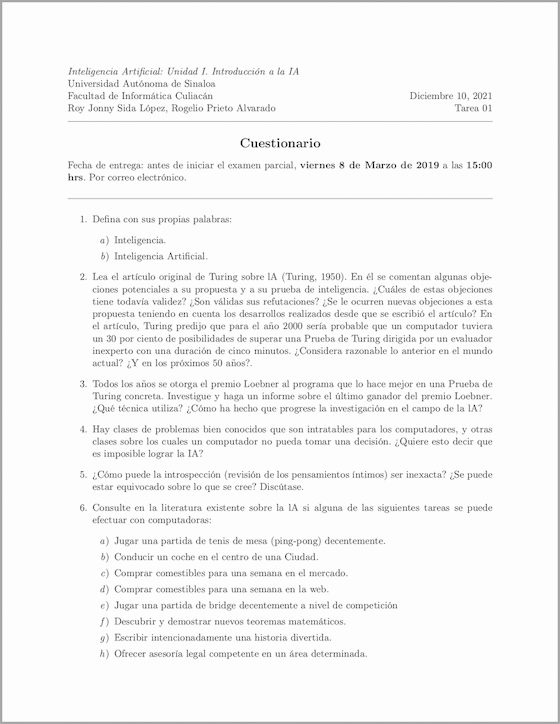 Inteligencia Artificial: Unidad I. Introducción a la IA
Universidad Autónoma de Sinaloa
Facultad de Informática Culiacán Diciembre 10, 2021
Roy Jonny Sida López, Rogelio Prieto Alvarado Tarea 01
Cuestionario
Fecha de entrega: antes de iniciar el examen parcial, viernes 8 de Marzo de 2019 a las 15:00
hrs. Por correo electrónico.
1. Defina con sus propias palabras:
a) Inteligencia.
b) Inteligencia Artificial.
2. Lea el artículo original de Turing sobre lA (Turing, 1950). En él se comentan algunas obje-
ciones potenciales a su propuesta y a su prueba de inteligencia. ¿Cuáles de estas objeciones
tiene todavía validez? ¿Son válidas sus refutaciones? ¿Se le ocurren nuevas objeciones a esta
propuesta teniendo en cuenta los desarrollos realizados desde que se escribió el artículo? En
el artículo, Turing predijo que para el año 2000 sería probable que un computador tuviera
un 30 por ciento de posibilidades de superar una Prueba de Turing dirigida por un evaluador
inexperto con una duración de cinco minutos. ¿Considera razonable lo anterior en el mundo
actual? ¿Y en los próximos 50 años?.
3. Todos los años se otorga el premio Loebner al programa que lo hace mejor en una Prueba de
Turing concreta. Investigue y haga un informe sobre el último ganador del premio Loebner.
¿Qué técnica utiliza? ¿Cómo ha hecho que progrese la investigación en el campo de la lA?
4. Hay clases de problemas bien conocidos que son intratables para los computadores, y otras
clases sobre los cuales un computador no pueda tomar una decisión. ¿Quiere esto decir que
es imposible lograr la IA?
5. ¿Cómo puede la introspección (revisión de los pensamientos íntimos) ser inexacta? ¿Se puede
estar equivocado sobre lo que se cree? Discútase.
6. Consulte en la literatura existente sobre la lA si alguna de las siguientes tareas se puede
efectuar con computadoras:
a) Jugar una partida de tenis de mesa (ping-pong) decentemente.
b) Conducir un coche en el centro de una Ciudad.
c) Comprar comestibles para una semana en el mercado.
d) Comprar comestibles para una semana en la web.
e) Jugar una partida de bridge decentemente a nivel de competición
f) Descubrir y demostrar nuevos teoremas matemáticos.
g) Escribir intencionadamente una historia divertida.
h) Ofrecer asesoría legal competente en un área determinada.